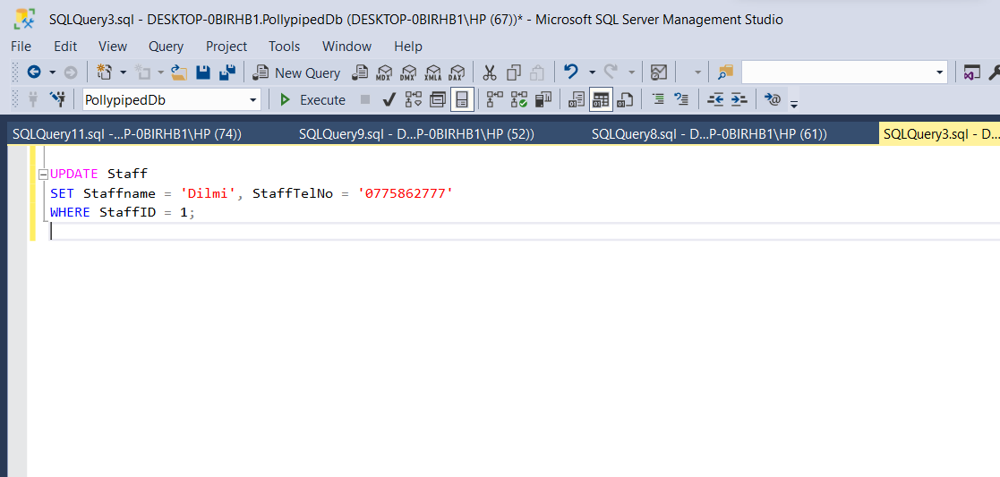 SQLQuery3.sql - DESKTOP-0BIRHB1.PollypipedDb (DESKTOP-0BIRHB1\HP (67))* - Microsoft SQL Server Management Studio
File Edit View Query Project Tools Window Help
New Query MDX DMX XMLA DAX
PollypipedDb Execute
SQLQuery11.sql -...P-0BIRHB1\HP (74)) SQLQuery9.sql - D...P-0BIRHB1\HP (52)) SQLQuery8.sql - D...P-0BIRHB1\HP (61)) SQLQuery3.sql - D...
UPDATE Staff
SET Staffname = 'Dilmi', StaffTelNo = '0775862777'
WHERE StaffID = 1;